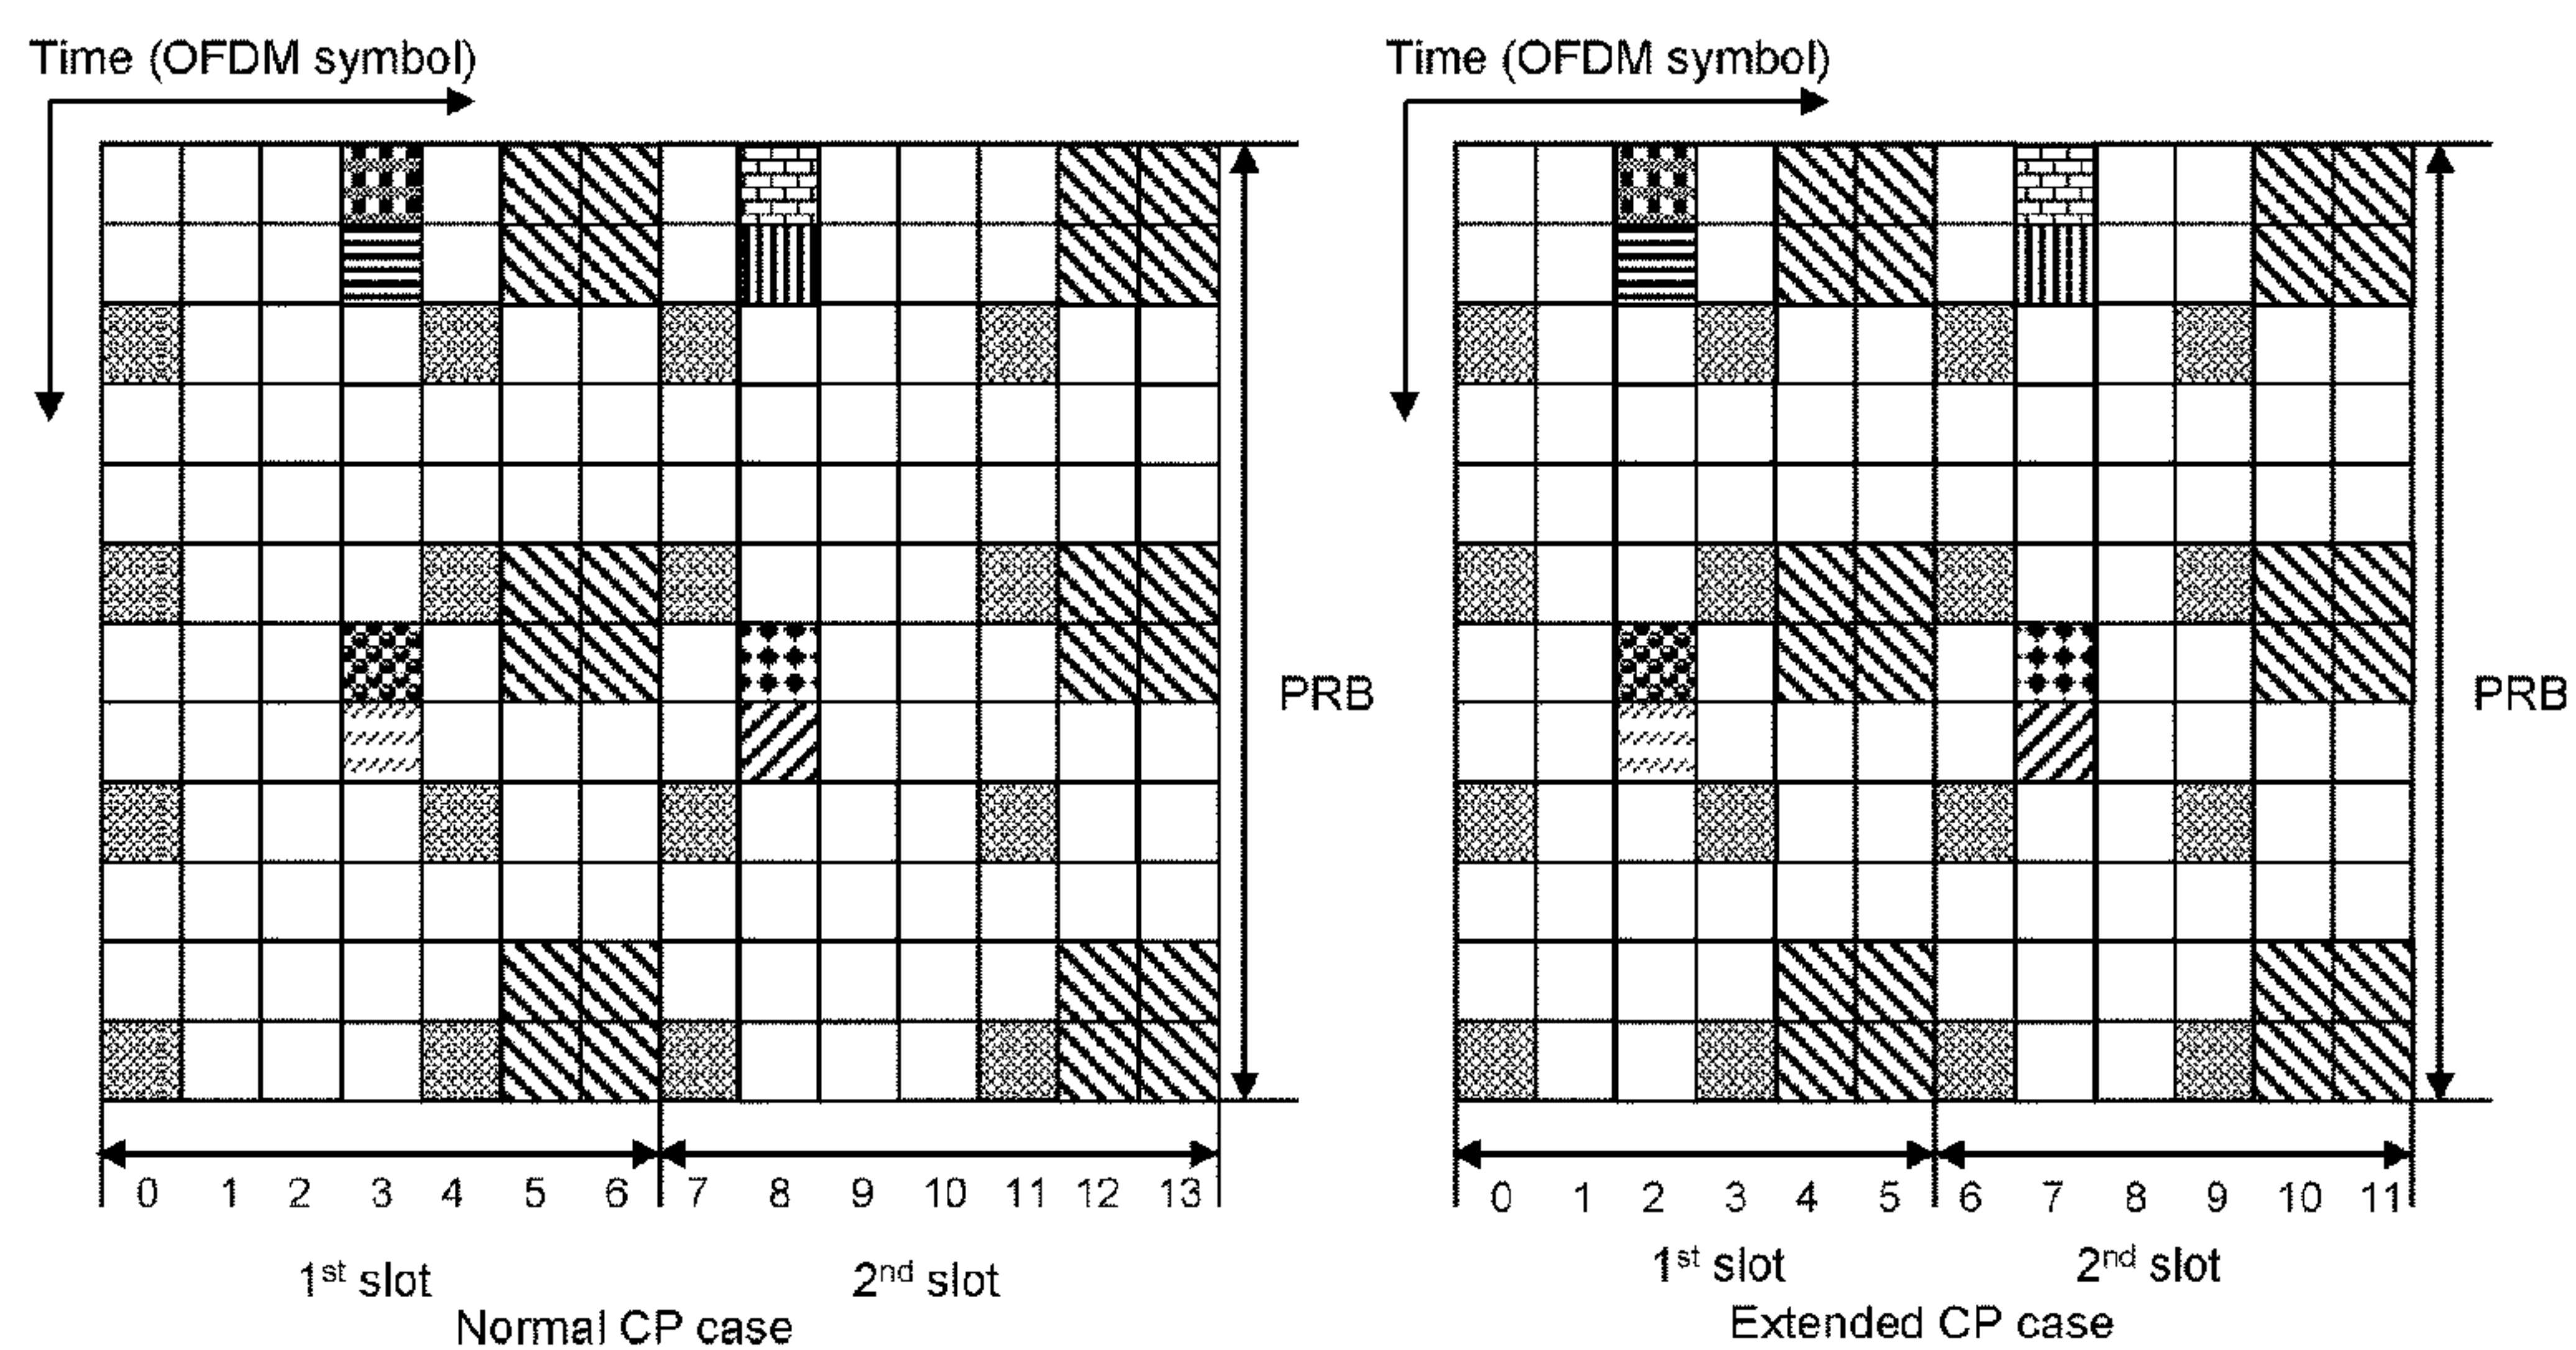 Time (OFDM symbol)
PRB
0 1 2 3 4 5 6 7 8 9 10 11 12 13
1st slot 2nd slot
Normal CP case
Time (OFDM symbol)
PRB
0 1 2 3 4 5 6 7 8 9 10 11
1st slot 2nd slot
Extended CP case